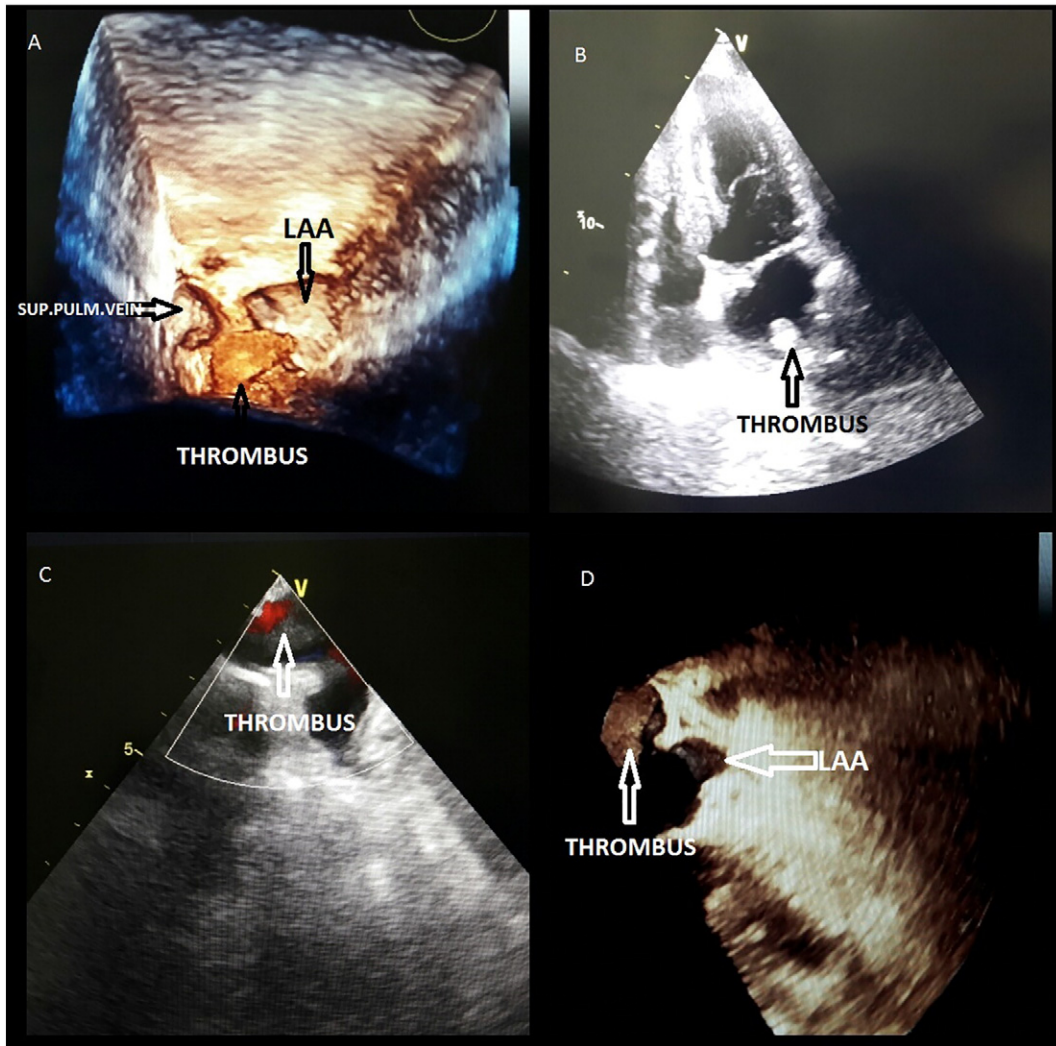 A
LAA
SUP.PULM.VEIN
THROMBUS
B
V
10
THROMBUS
C
V
THROMBUS
5
x
D
LAA
THROMBUS